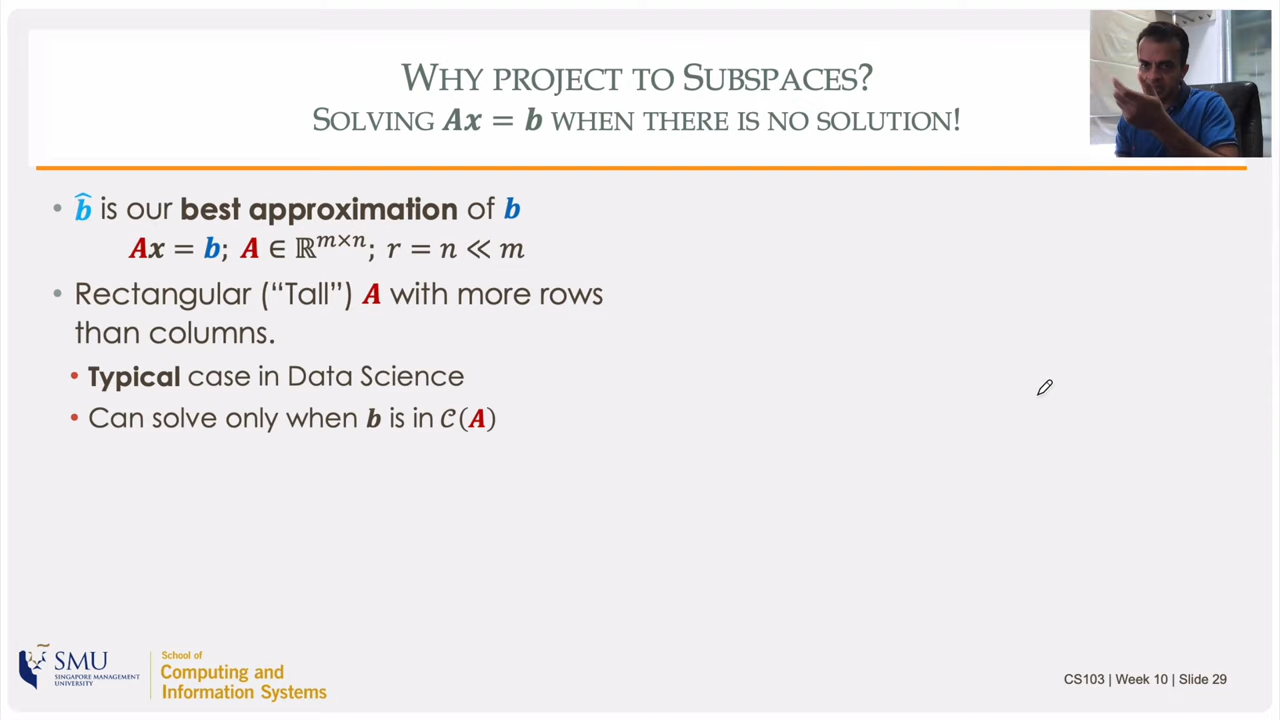 WHY PROJECT TO SUBSPACES?
SOLVING Ax = b WHEN THERE IS NO SOLUTION!
• b̂ is our best approximation of b
Ax = b; A ∈ ℝ^{m×n}; r = n ≪ m
• Rectangular (“Tall”) A with more rows
than columns.
• Typical case in Data Science
• Can solve only when b is in 𝒞(A)
SMU
SINGAPORE MANAGEMENT
UNIVERSITY
School of
Computing and
Information Systems
CS103 | Week 10 | Slide 29